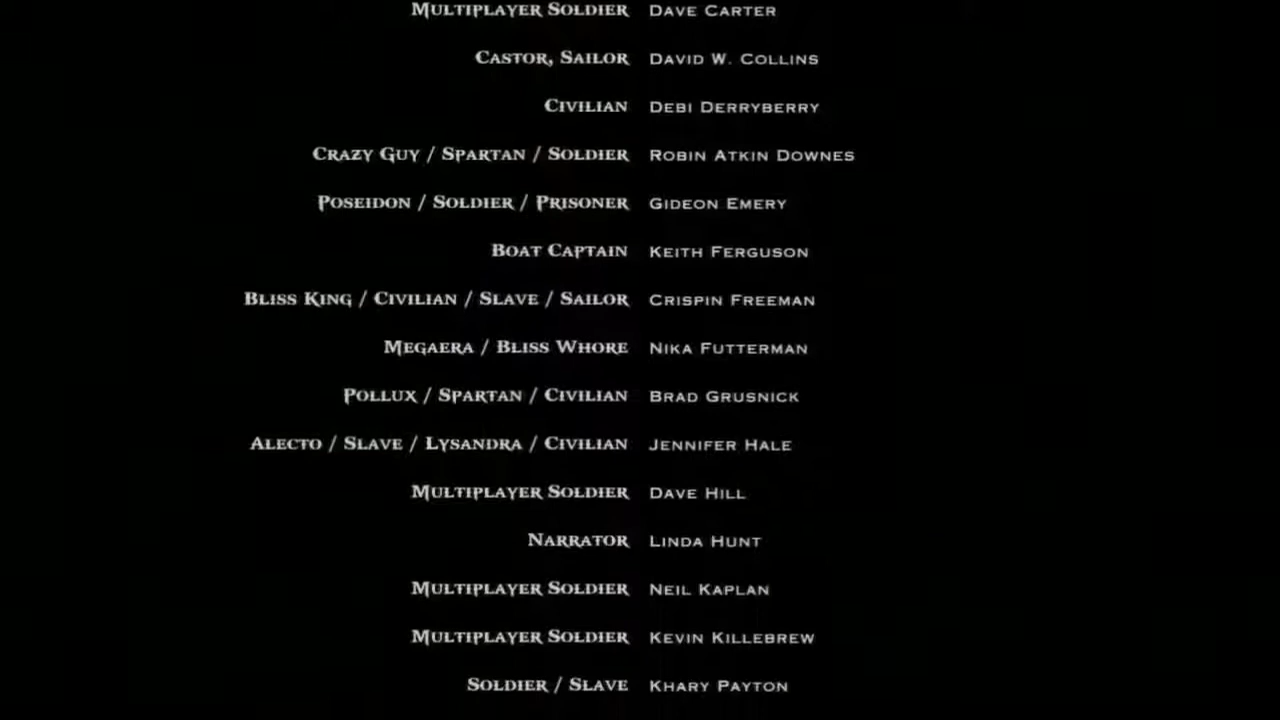 Multiplayer Soldier Dave Carter
Castor, Sailor David W. Collins
Civilian Debi Derryberry
Crazy Guy / Spartan / Soldier Robin Atkin Downes
Poseidon / Soldier / Prisoner Gideon Emery
Boat Captain Keith Ferguson
Bliss King / Civilian / Slave / Sailor Crispin Freeman
Megaera / Bliss Whore Nika Futterman
Pollux / Spartan / Civilian Brad Grusnick
Alecto / Slave / Lysandra / Civilian Jennifer Hale
Multiplayer Soldier Dave Hill
Narrator Linda Hunt
Multiplayer Soldier Neil Kaplan
Multiplayer Soldier Kevin Killebrew
Soldier / Slave Khary Payton